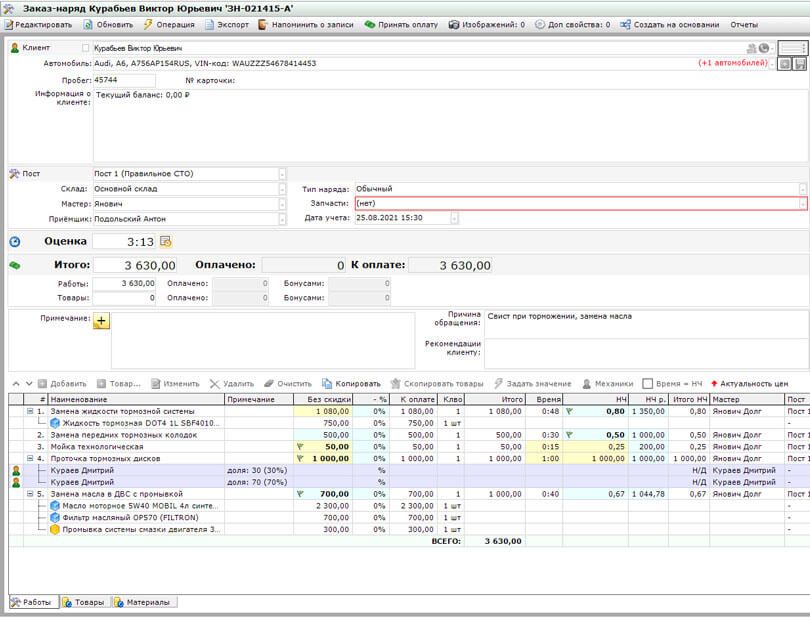 Заказ-наряд Курабьев Виктор Юрьевич 'ЗН-021415-А'
Редактировать Обновить Операция Экспорт Напомнить о записи Принять оплату Изображений: 0 Доп свойства: 0 Создать на основании Отчеты
Клиент Курабьев Виктор Юрьевич
Автомобиль: Audi, A6, А756АР154RUS, VIN-код: WAUZZZ54678414453 (+1 автомобилей)
Пробег: 45744 № карточки:
Информация о клиенте: Текущий баланс: 0,00 ₽
Пост Пост 1 (Правильное СТО)
Склад: Основной склад Тип наряда: Обычный
Мастер: Янович Запчасти: (нет)
Приёмщик: Подольский Антон Дата учета: 25.08.2021 15:30
Оценка 3:13
Итого: 3 630,00 Оплачено: 0 К оплате: 3 630,00
Работы: 3 630,00 Оплачено: 0 Бонусами: 0
Товары: 0 Оплачено: 0 Бонусами: 0
Примечание: Причина обращения: Свист при торможении, замена масла
Рекомендации клиенту:
Добавить Товар... Изменить Удалить Очистить Копировать Скопировать товары Задать значение Механики Время = НЧ Актуальность цен
# Наименование Примечание Без скидки - % К оплате Кл­во Итого Время НЧ НЧ р. Итого НЧ Мастер Пост
1. Замена жидкости тормозной системы 1 080,00 0% 1 080,00 1 1 080,00 0:48 0,80 1 350,00 0,80 Янович Долг Пост 1
Жидкость тормозная DOT4 1L SBF4010... 750,00 0% 750,00 1 шт -
2. Замена передних тормозных колодок 500,00 0% 500,00 1 500,00 0:30 0,50 1 000,00 0,50 Янович Долг Пост 1
3. Мойка технологическая 50,00 0% 50,00 1 50,00 0:15 0,25 200,00 0,25 Янович Долг Пост 1
4. Проточка тормозных дисков 1 000,00 0% 1 000,00 1 1 000,00 1:00 1 000,00 1 000,00 1 000,00 Янович Долг Пост 1
Кураев Дмитрий доля: 30 (30%) % Н/Д Кураев Дмитрий -
Кураев Дмитрий доля: 70 (70%) % Н/Д Кураев Дмитрий -
5. Замена масла в ДВС с промывкой 700,00 0% 700,00 1 1 000,00 0:40 0,67 1 044,78 0,67 Янович Долг Пост 1
Масло моторное 5W40 MOBIL 4л синте... 2 300,00 0% 2 300,00 1 шт -
Фильтр масляный OP570 (FILTRON) 700,00 0% 700,00 1 шт -
Промывка системы смазки двигателя 3... 300,00 0% 300,00 1 шт -
ВСЕГО: 3 630,00
Работы Товары Материалы